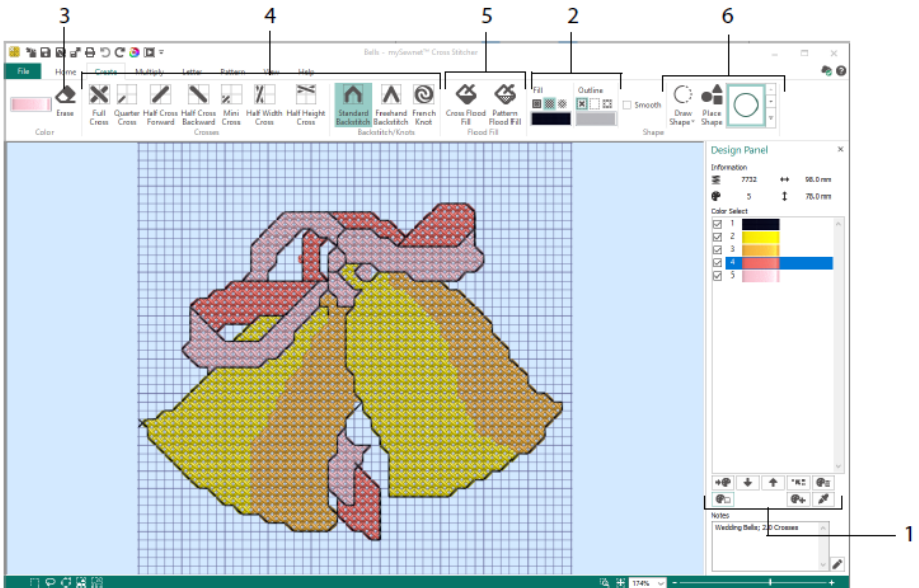 3
4
5
2
6
Bells - mySewnet™ Cross Stitcher
File Home Create Multiply Letter Pattern View Help
Erase
Full Cross
Quarter Cross
Half Cross Forward
Half Cross Backward
Mini Cross
Half Width Cross
Half Height Cross
Standard Backstitch
Freehand Backstitch
French Knot
Cross Flood Fill
Pattern Flood Fill
Fill
Outline
Smooth
Draw Shape
Place Shape
Color
Crosses
Backstitch/Knots
Flood Fill
Shape
Design Panel
Information
7732 98.0 mm
5 78.0 mm
Color Select
1
2
3
4
5
1
Notes
Wedding Bells; 2.0 Crosses
174%